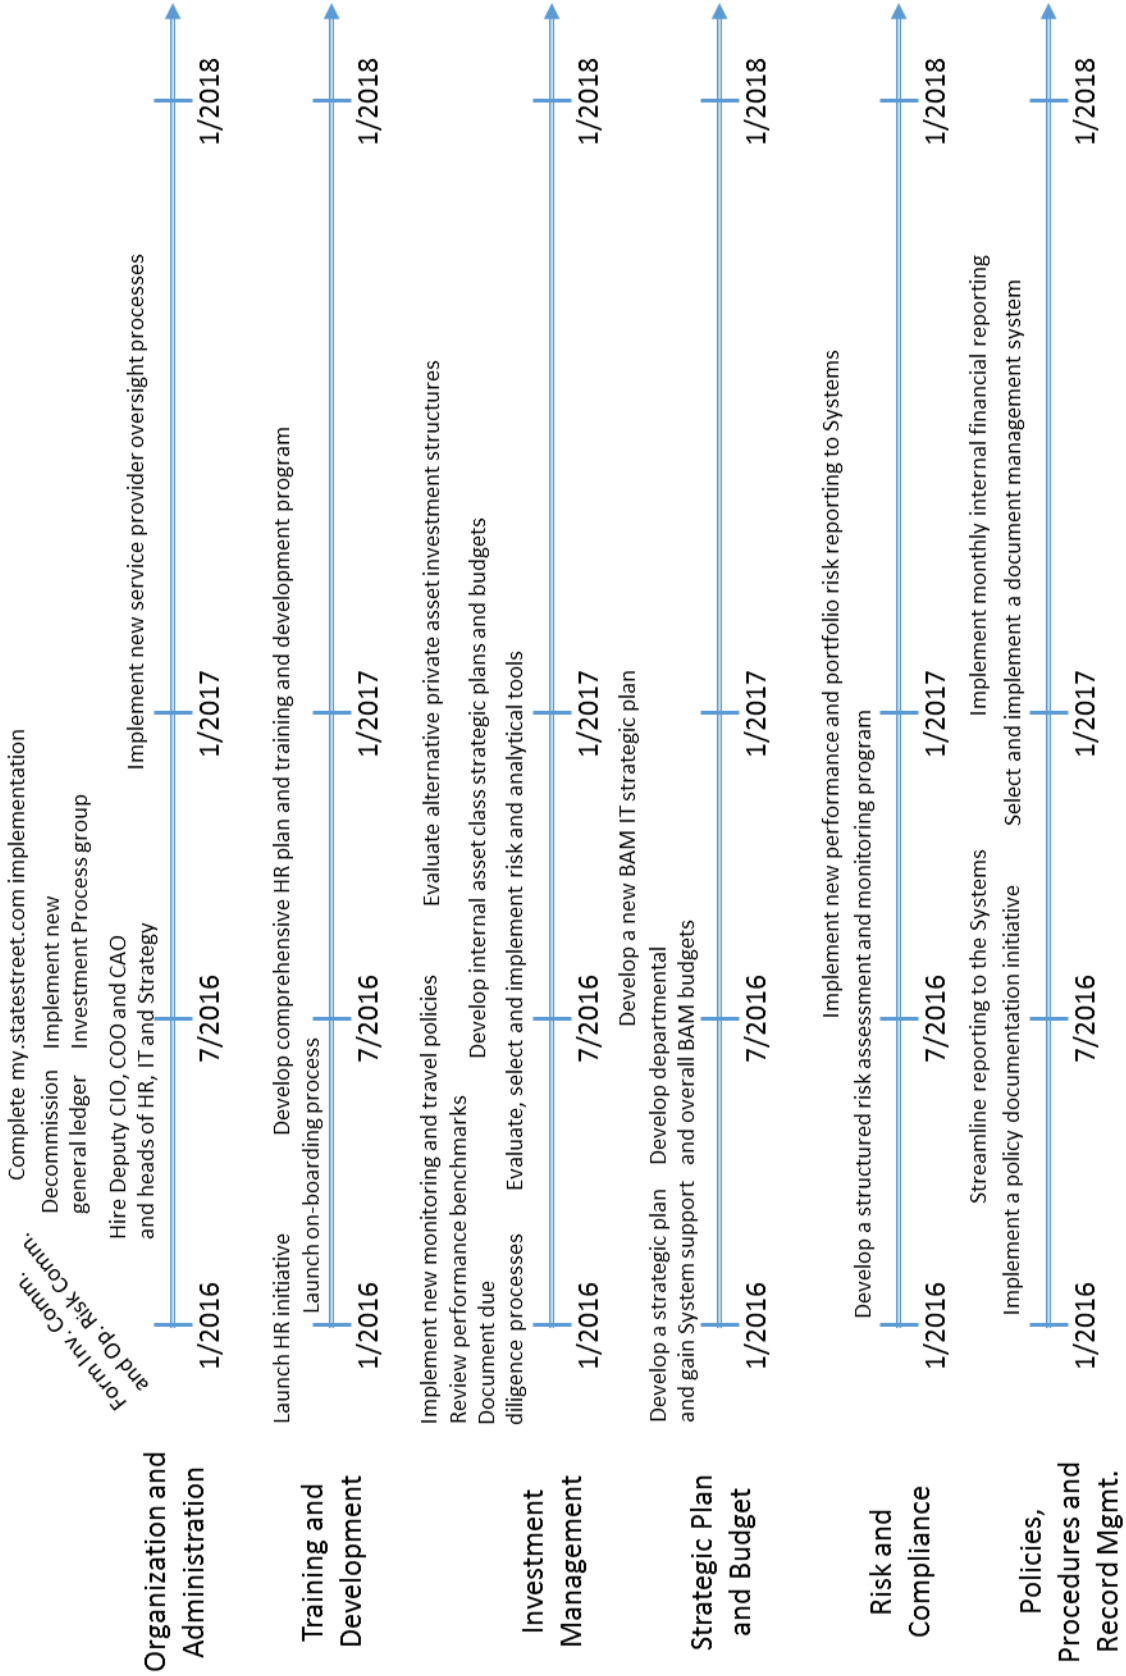 Organization and
Administration
Form Inv. Comm.
and Op. Risk Comm.
Complete my.statestreet.com implementation
Decommission
general ledger
Implement new
Investment Process group
Hire Deputy CIO, COO and CAO
and heads of HR, IT and Strategy
Implement new service provider oversight processes
1/2016
7/2016
1/2017
1/2018
Training and
Development
Launch HR initiative
Develop comprehensive HR plan and training and development program
Launch on-boarding process
1/2016
7/2016
1/2017
1/2018
Investment
Management
Implement new monitoring and travel policies
Evaluate alternative private asset investment structures
Review performance benchmarks
Document due
diligence processes
Develop internal asset class strategic plans and budgets
Evaluate, select and implement risk and analytical tools
1/2016
7/2016
1/2017
1/2018
Strategic Plan
and Budget
Develop a new BAM IT strategic plan
Develop a strategic plan
and gain System support
Develop departmental
and overall BAM budgets
1/2016
7/2016
1/2017
1/2018
Risk and
Compliance
Implement new performance and portfolio risk reporting to Systems
Develop a structured risk assessment and monitoring program
1/2016
7/2016
1/2017
1/2018
Policies,
Procedures and
Record Mgmt.
Streamline reporting to the Systems
Implement monthly internal financial reporting
Implement a policy documentation initiative
Select and implement a document management system
1/2016
7/2016
1/2017
1/2018